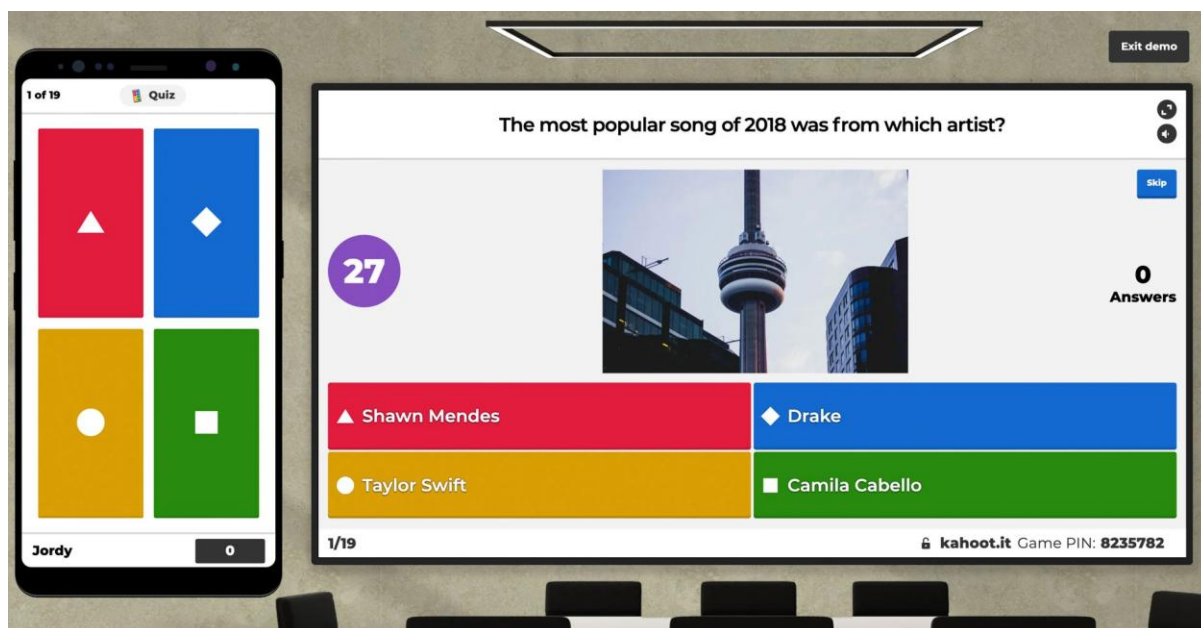 Exit demo
1 of 19 Quiz
The most popular song of 2018 was from which artist?
Skip
27
0
Answers
Shawn Mendes
Drake
Taylor Swift
Camila Cabello
Jordy 0
1/19
kahoot.it Game PIN: 8235782